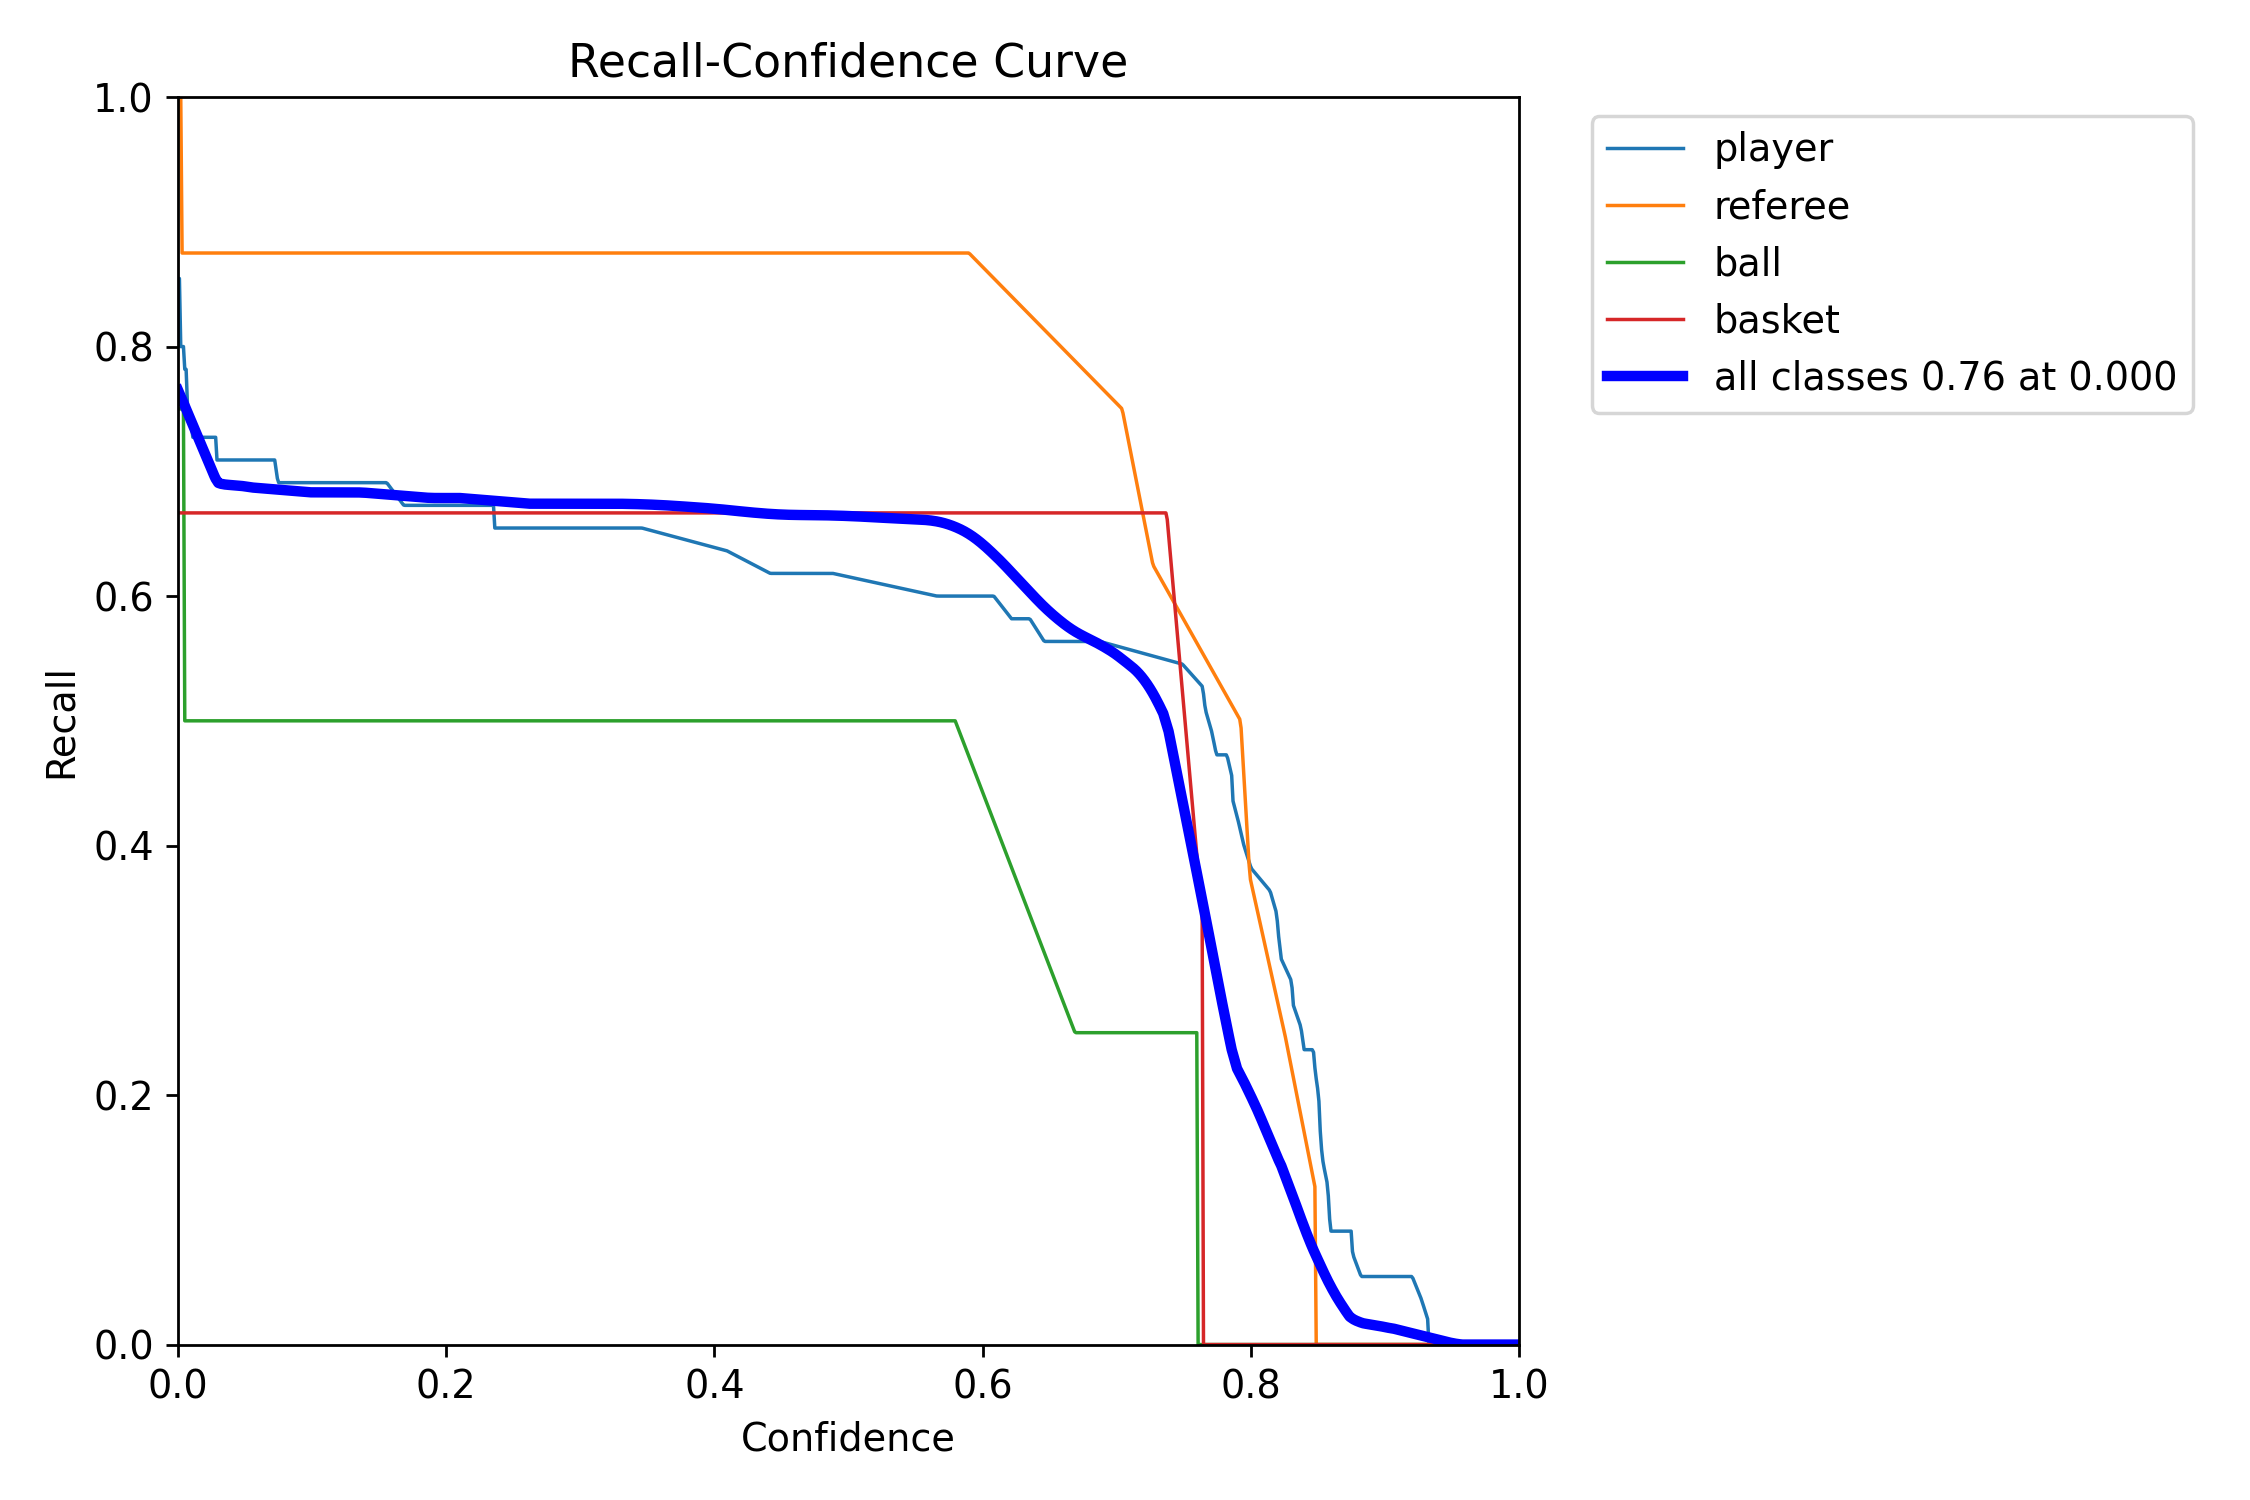 Recall-Confidence Curve
1.0
0.8
0.6
0.4
0.2
0.0
Recall
0.0 0.2 0.4 0.6 0.8 1.0
Confidence
player
referee
ball
basket
all classes 0.76 at 0.000